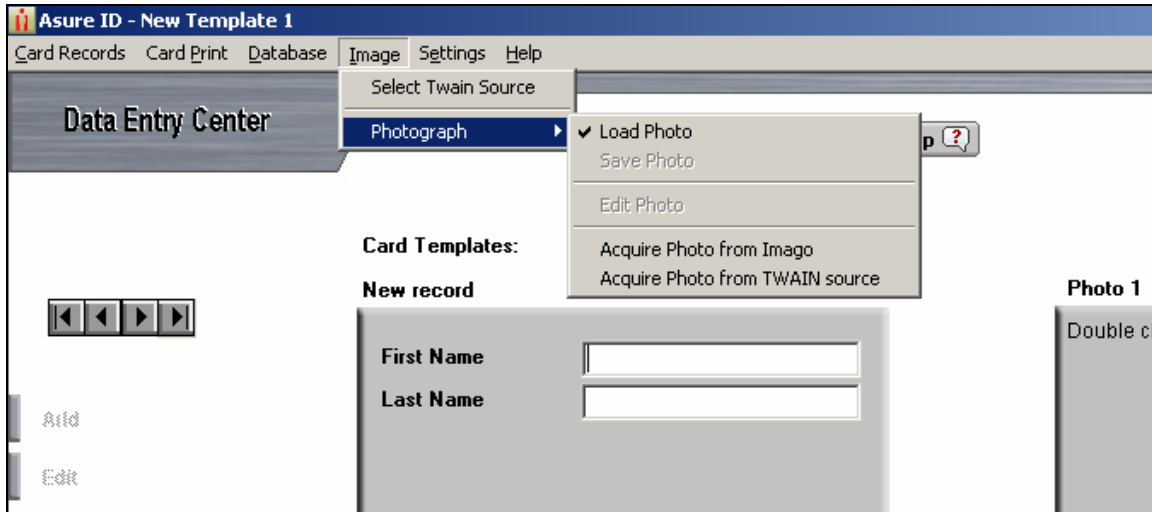 Asure ID - New Template 1
Card Records Card Print Database Image Settings Help
Select Twain Source
Data Entry Center
Photograph
Load Photo
p ?
Save Photo
Edit Photo
Card Templates:
Acquire Photo from Imago
Acquire Photo from TWAIN source
New record
Photo 1
Double c
First Name
Last Name
Add
Edit